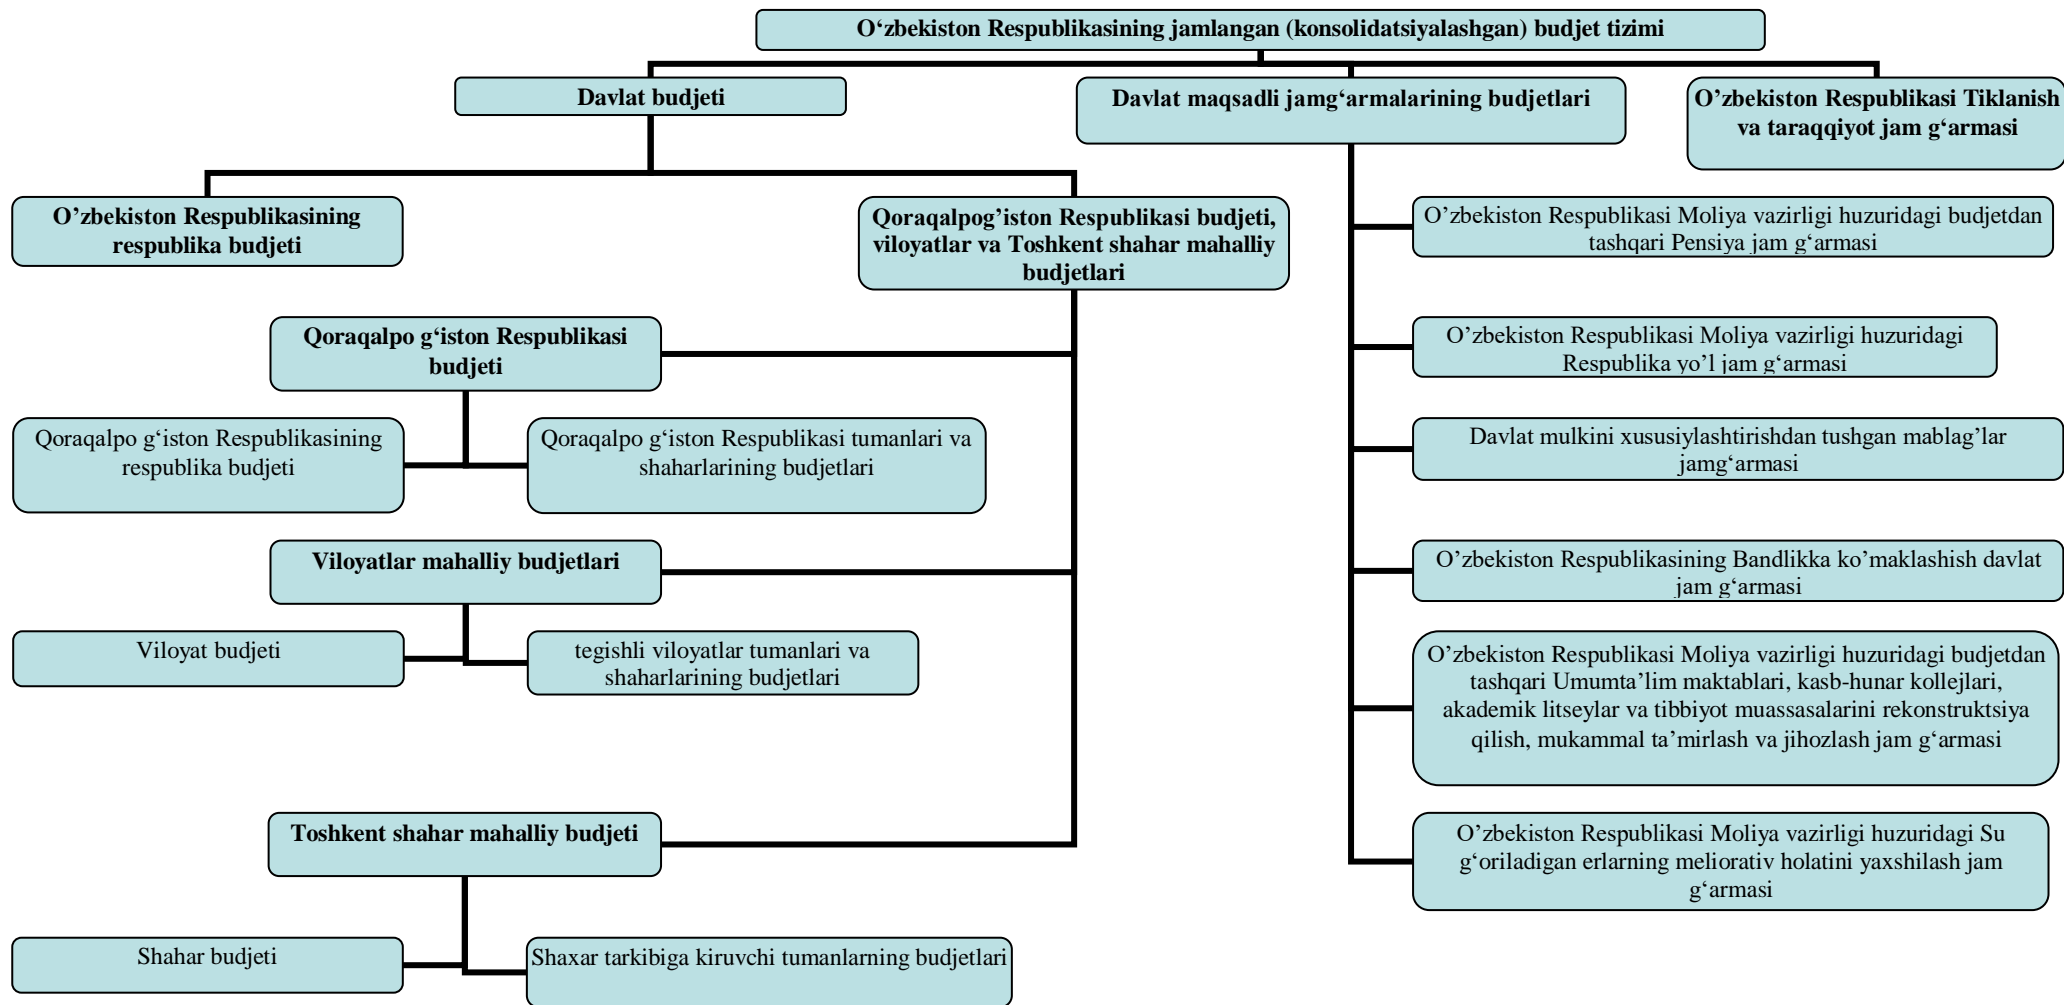 O‘zbekiston Respublikasining jamlangan (konsolidatsiyalashgan) budjet tizimi
Davlat budjeti
Davlat maqsadli jamg‘armalarining budjetlari
O’zbekiston Respublikasi Tiklanish
va taraqqiyot jam g‘armasi
O’zbekiston Respublikasining
respublika budjeti
Qoraqalpog’iston Respublikasi budjeti,
viloyatlar va Toshkent shahar mahalliy
budjetlari
O’zbekiston Respublikasi Moliya vazirligi huzuridagi budjetdan
tashqari Pensiya jam g‘armasi
Qoraqalpo g‘iston Respublikasi
budjeti
O’zbekiston Respublikasi Moliya vazirligi huzuridagi
Respublika yo’l jam g‘armasi
Qoraqalpo g‘iston Respublikasining
respublika budjeti
Qoraqalpo g‘iston Respublikasi tumanlari va
shaharlarining budjetlari
Davlat mulkini xususiylashtirishdan tushgan mablag’lar
jamg‘armasi
Viloyatlar mahalliy budjetlari
O’zbekiston Respublikasining Bandlikka ko’maklashish davlat
jam g‘armasi
Viloyat budjeti
tegishli viloyatlar tumanlari va
shaharlarining budjetlari
O’zbekiston Respublikasi Moliya vazirligi huzuridagi budjetdan
tashqari Umumta’lim maktablari, kasb-hunar kollejlari,
akademik litseylar va tibbiyot muassasalarini rekonstruktsiya
qilish, mukammal ta’mirlash va jihozlash jam g‘armasi
Toshkent shahar mahalliy budjeti
O’zbekiston Respublikasi Moliya vazirligi huzuridagi Su
g‘oriladigan erlarning meliorativ holatini yaxshilash jam
g‘armasi
Shahar budjeti
Shaxar tarkibiga kiruvchi tumanlarning budjetlari